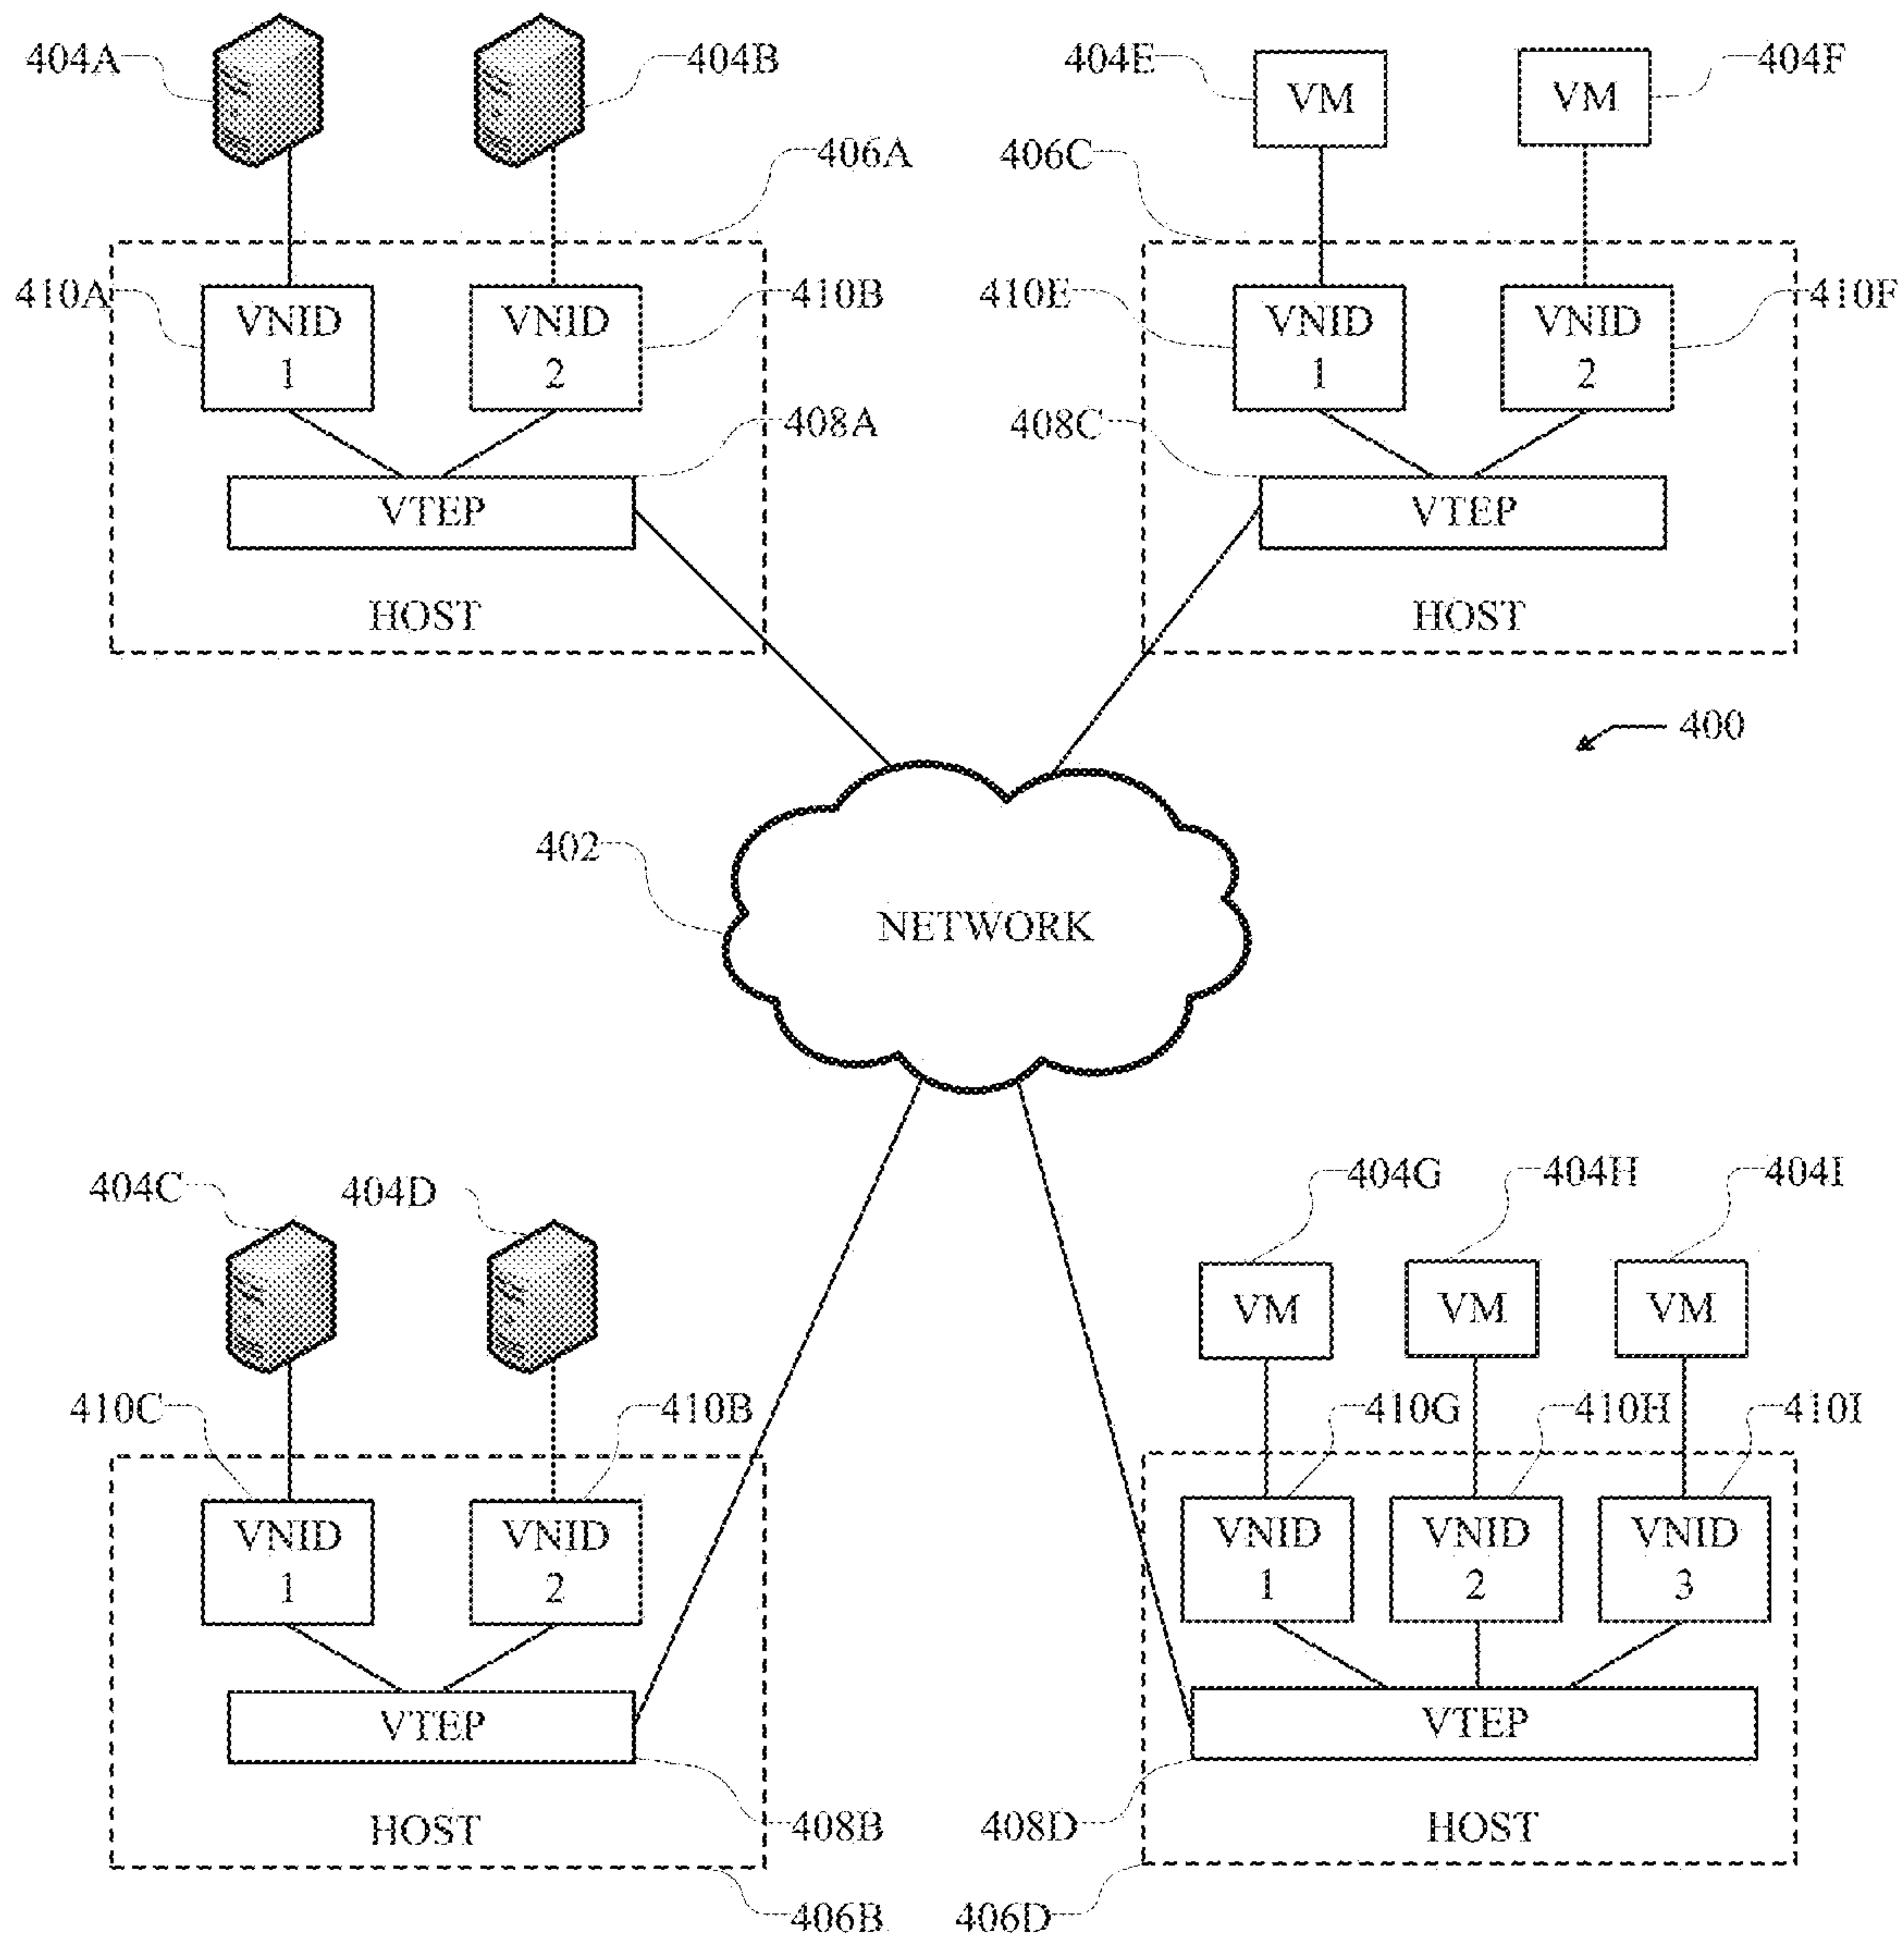 404A 404B 404E VM VM 404F
406A 406C
410A VNID 1 VNID 2 410B 410E VNID 1 VNID 2 410F
408A 408C
VTEP VTEP
HOST HOST
400
402
NETWORK
404C 404D 404G 404H 404I
VM VM VM
410C 410B 410G 410H 410I
VNID 1 VNID 2 VNID 1 VNID 2 VNID 3
VTEP VTEP
HOST 408B 408D HOST
406B 406D